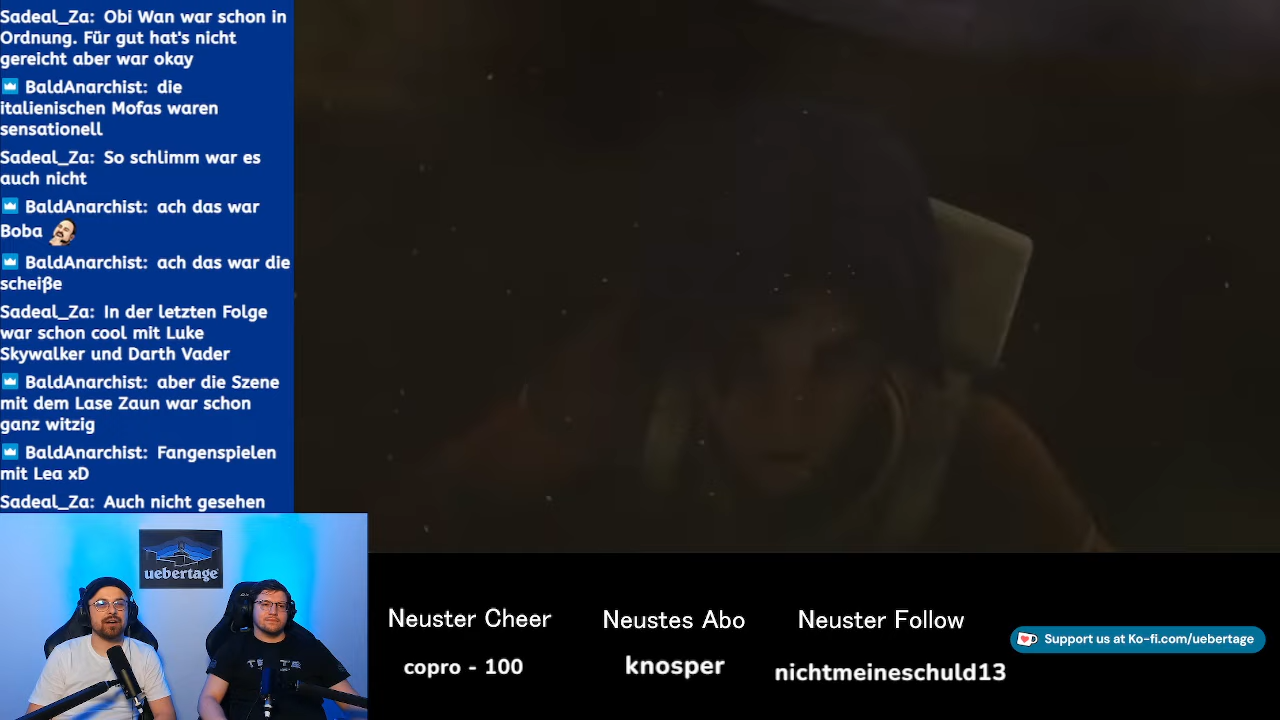 Sadeal_Za: Obi Wan war schon in
Ordnung. Für gut hat's nicht
gereicht aber war okay
BaldAnarchist: die
italienischen Mofas waren
sensationell
Sadeal_Za: So schlimm war es
auch nicht
BaldAnarchist: ach das war
Boba
BaldAnarchist: ach das war die
scheiße
Sadeal_Za: In der letzten Folge
war schon cool mit Luke
Skywalker und Darth Vader
BaldAnarchist: aber die Szene
mit dem Lase Zaun war schon
ganz witzig
BaldAnarchist: Fangenspielen
mit Lea xD
Sadeal_Za: Auch nicht gesehen
uebertage
Neuster Cheer
copro - 100
Neustes Abo
knosper
Neuster Follow
nichtmeineschuld13
Support us at Ko-fi.com/uebertage